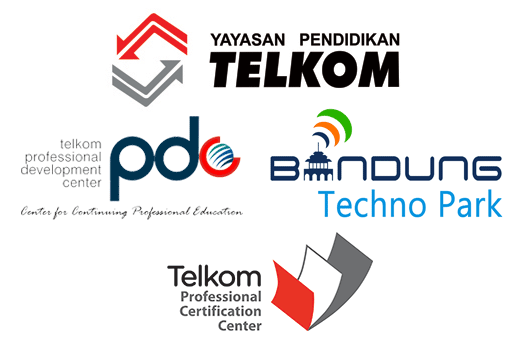 YAYASAN PENDIDIKAN
TELKOM
telkom
professional
development
center
pdc
Center for Continuing Professional Education
BANDUNG
Techno Park
Telkom
Professional
Certification
Center